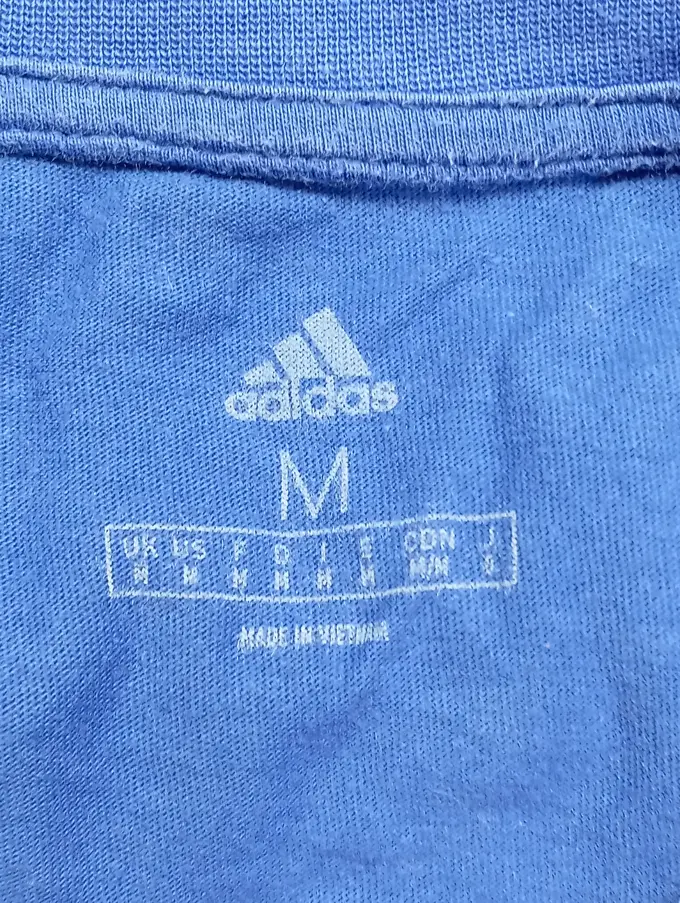 adidas
M
UK US F D I E CDN J
M M M M M M M/M O
MADE IN VIETNAM